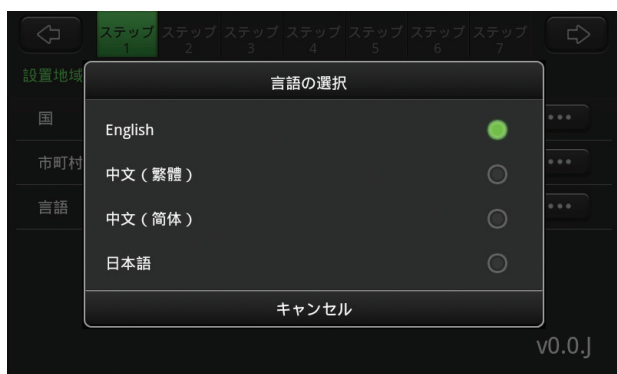 ステップ ステップ ステップ ステップ ステップ ステップ ステップ
1 2 3 4 5 6 7
設置地域
言語の選択
国
English
市町村
中文(繁體)
言語
中文(简体)
日本語
キャンセル
v0.0.J